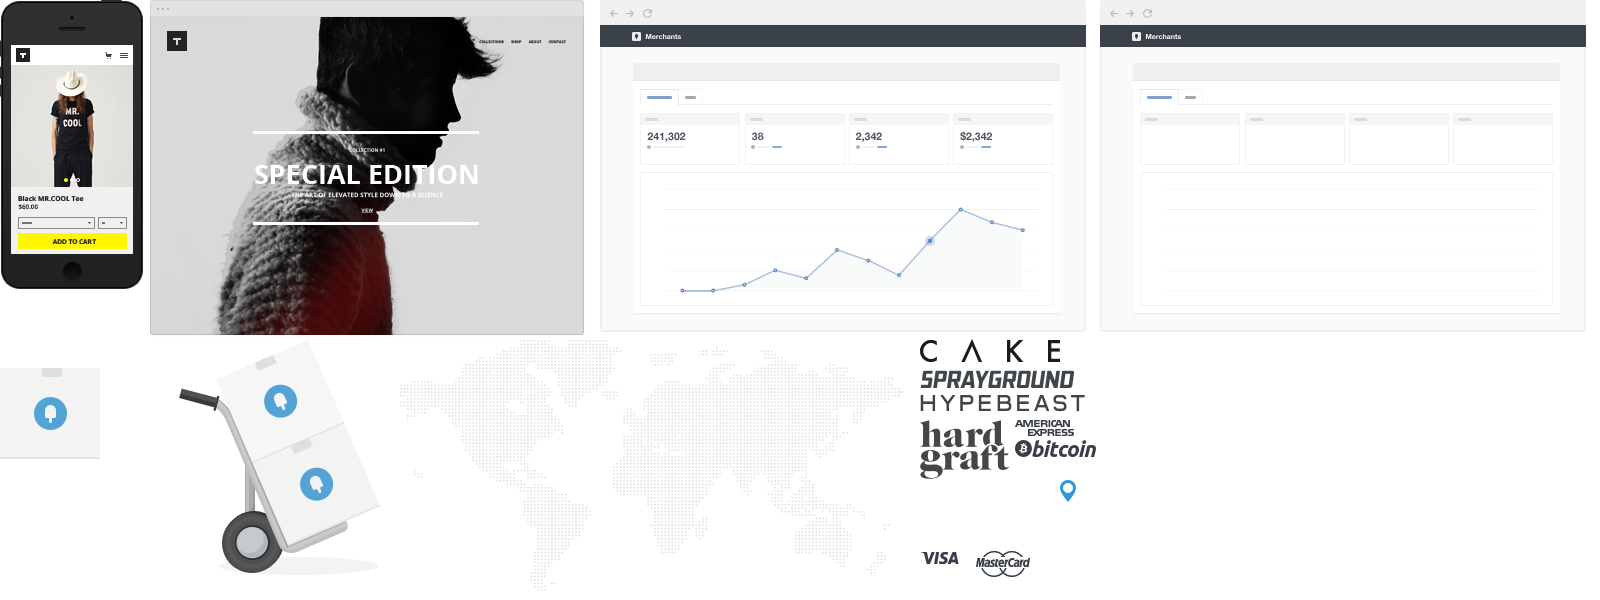 MR.
COOL
Black MR.COOL Tee
$60.00
ADD TO CART
COLLECTIONS SHOP ABOUT CONTACT
COLLECTION #1
SPECIAL EDITION
THE ART OF ELEVATED STYLE DOWN TO A SCIENCE
VIEW
Merchants
241,302
38
2,342
$2,342
Merchants
CAKE
SPRAYGROUND
HYPEBEAST
hard
graft
AMERICAN
EXPRESS
bitcoin
VISA
MasterCard